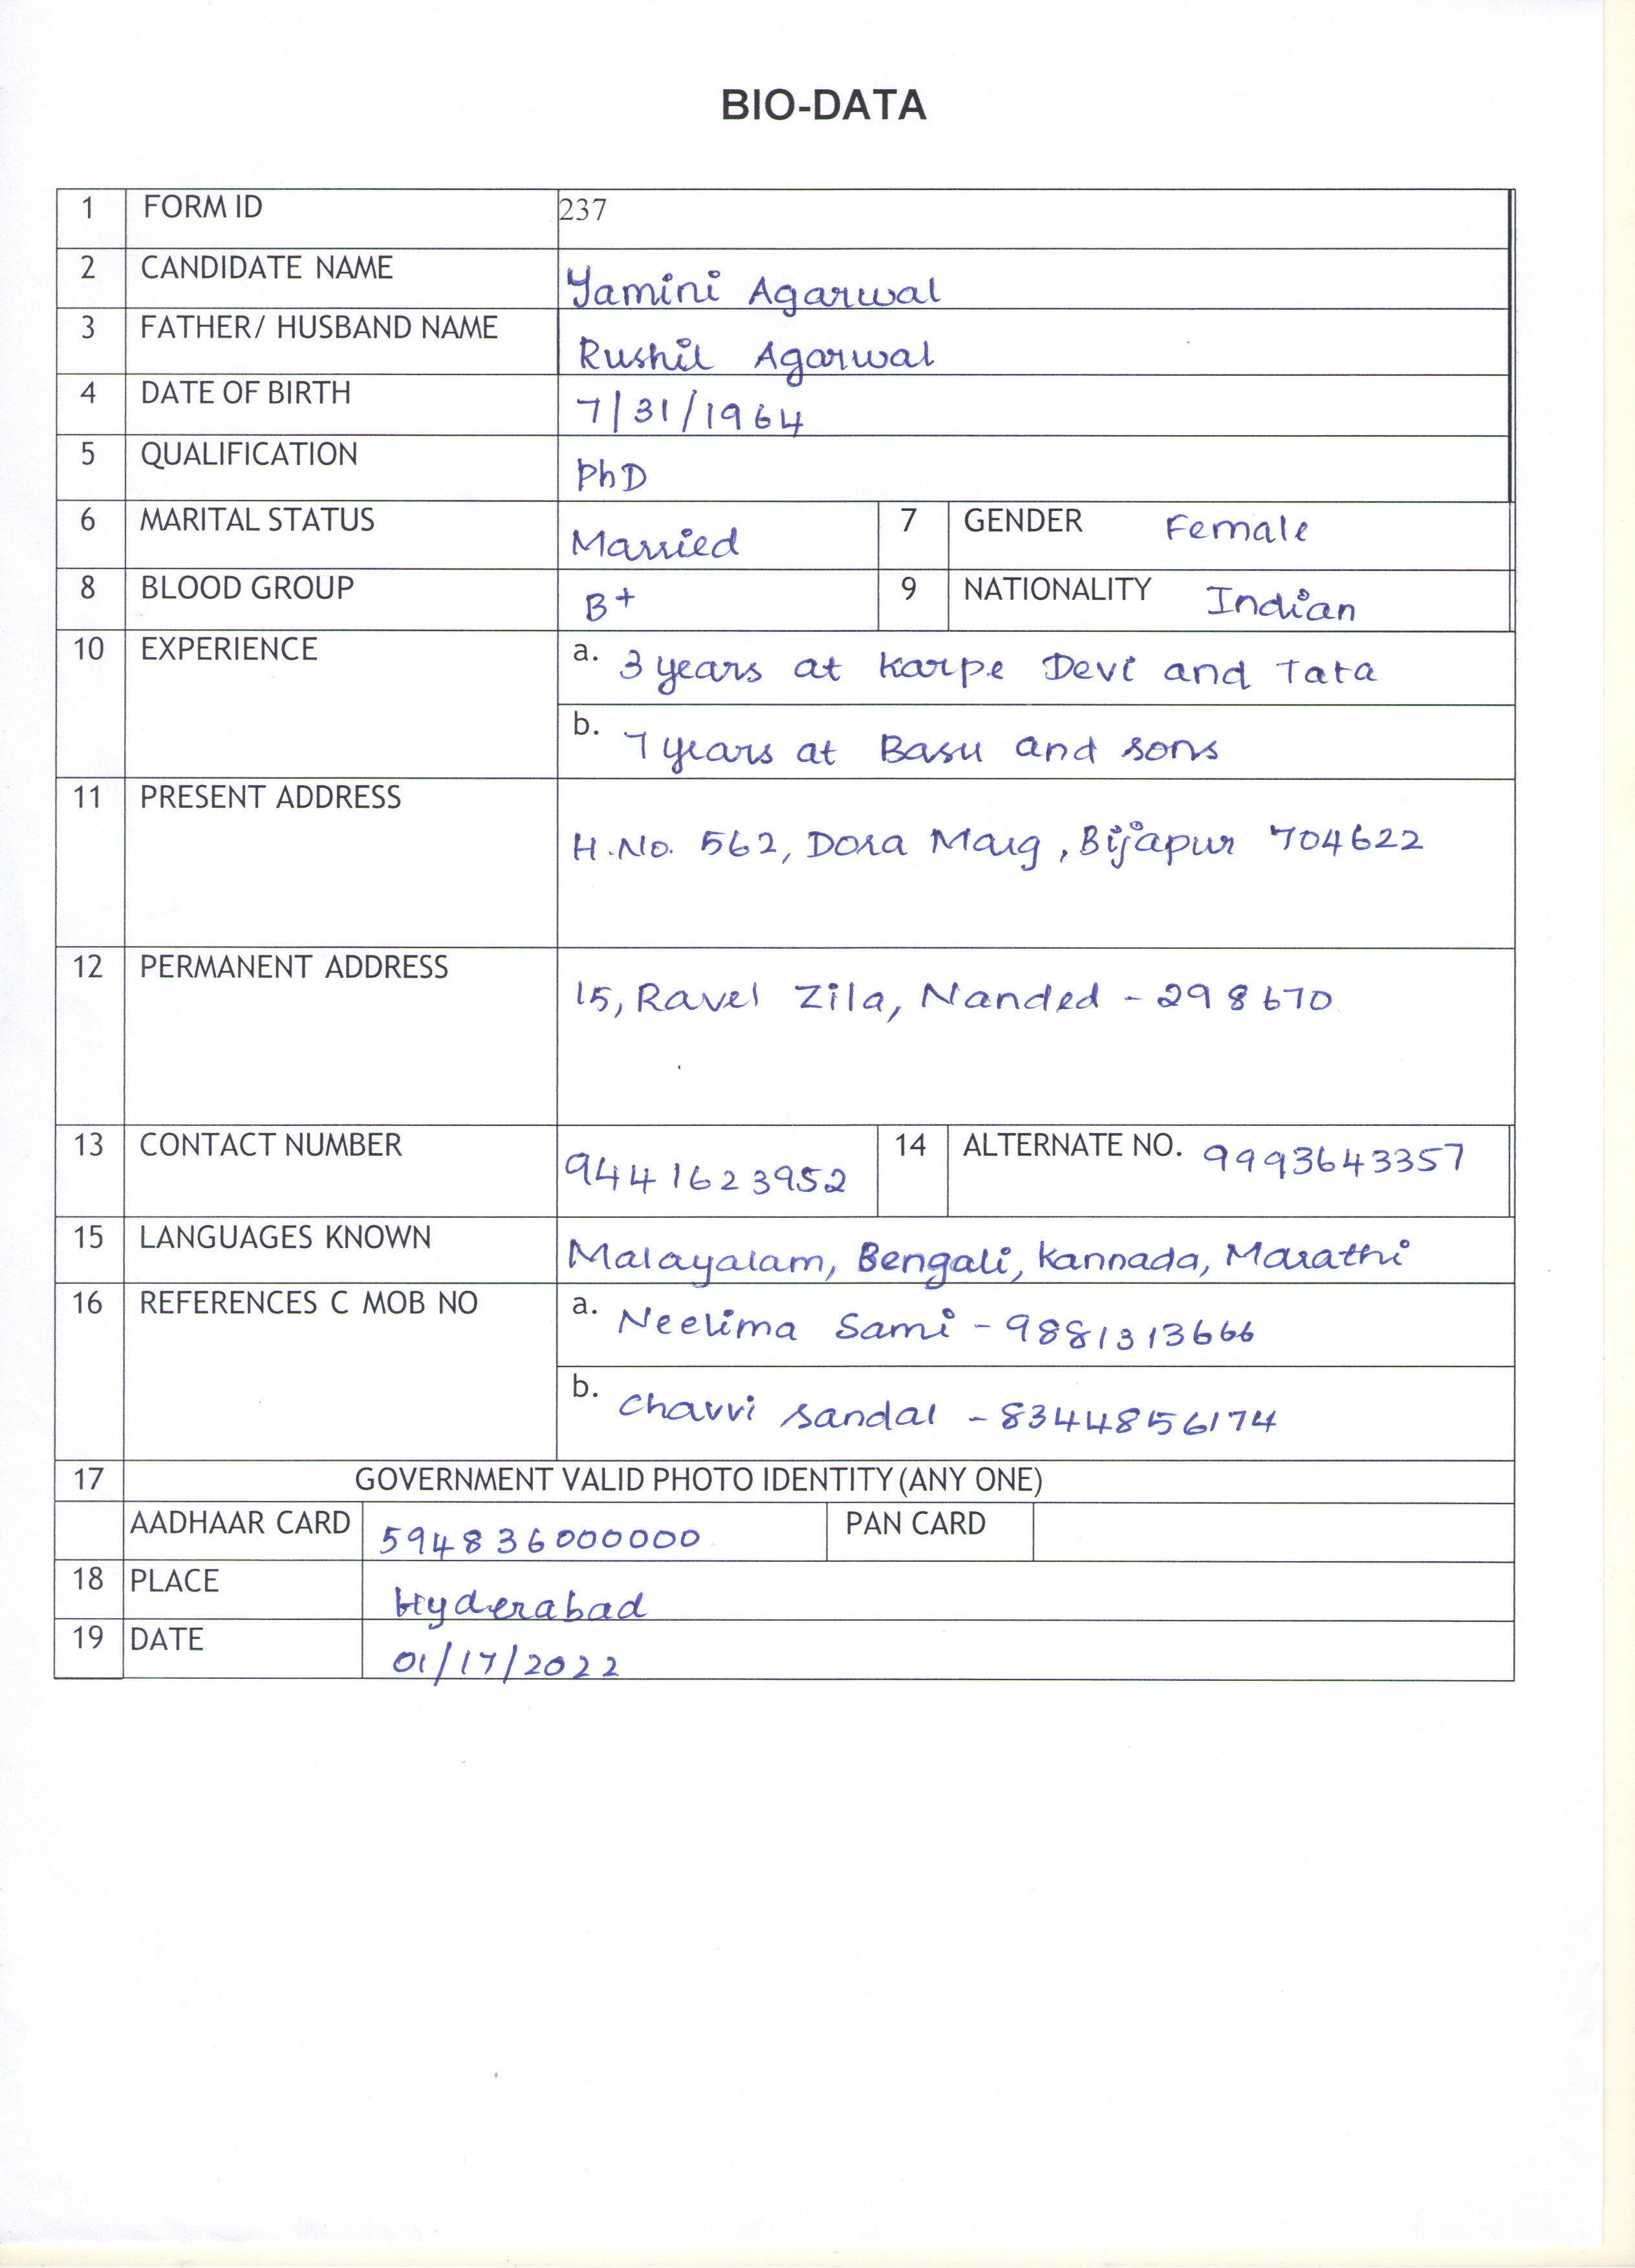 BIO-DATA
1 FORM ID 237
2 CANDIDATE NAME Yamini Agarwal
3 FATHER/ HUSBAND NAME Rushil Agarwal
4 DATE OF BIRTH 7/31/1964
5 QUALIFICATION PhD
6 MARITAL STATUS Married 7 GENDER Female
8 BLOOD GROUP B+ 9 NATIONALITY Indian
10 EXPERIENCE a. 3 years at Karpe Devi and Tata
b. 7 years at Basu and sons
11 PRESENT ADDRESS
H.No. 562, Dora Marg, Bijapur 704622
12 PERMANENT ADDRESS
15, Ravel Zila, Nanded - 298670
13 CONTACT NUMBER 9441623952 14 ALTERNATE NO. 9993643357
15 LANGUAGES KNOWN Malayalam, Bengali, Kannada, Marathi
16 REFERENCES C MOB NO a. Neelima Sami - 9881313666
b. Chavvi Sandal - 8344856174
17 GOVERNMENT VALID PHOTO IDENTITY (ANY ONE)
AADHAAR CARD 594836000000 PAN CARD
18 PLACE Hyderabad
19 DATE 01/17/2022